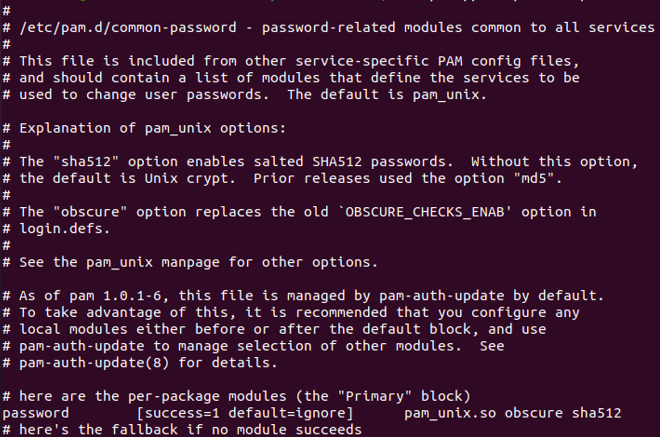 #
# /etc/pam.d/common-password - password-related modules common to all services
#
# This file is included from other service-specific PAM config files,
# and should contain a list of modules that define the services to be
# used to change user passwords.  The default is pam_unix.

# Explanation of pam_unix options:
#
# The "sha512" option enables salted SHA512 passwords.  Without this option,
# the default is Unix crypt.  Prior releases used the option "md5".
#
# The "obscure" option replaces the old `OBSCURE_CHECKS_ENAB' option in
# login.defs.
#
# See the pam_unix manpage for other options.

# As of pam 1.0.1-6, this file is managed by pam-auth-update by default.
# To take advantage of this, it is recommended that you configure any
# local modules either before or after the default block, and use
# pam-auth-update to manage selection of other modules.  See
# pam-auth-update(8) for details.

# here are the per-package modules (the "Primary" block)
password        [success=1 default=ignore]      pam_unix.so obscure sha512
# here's the fallback if no module succeeds